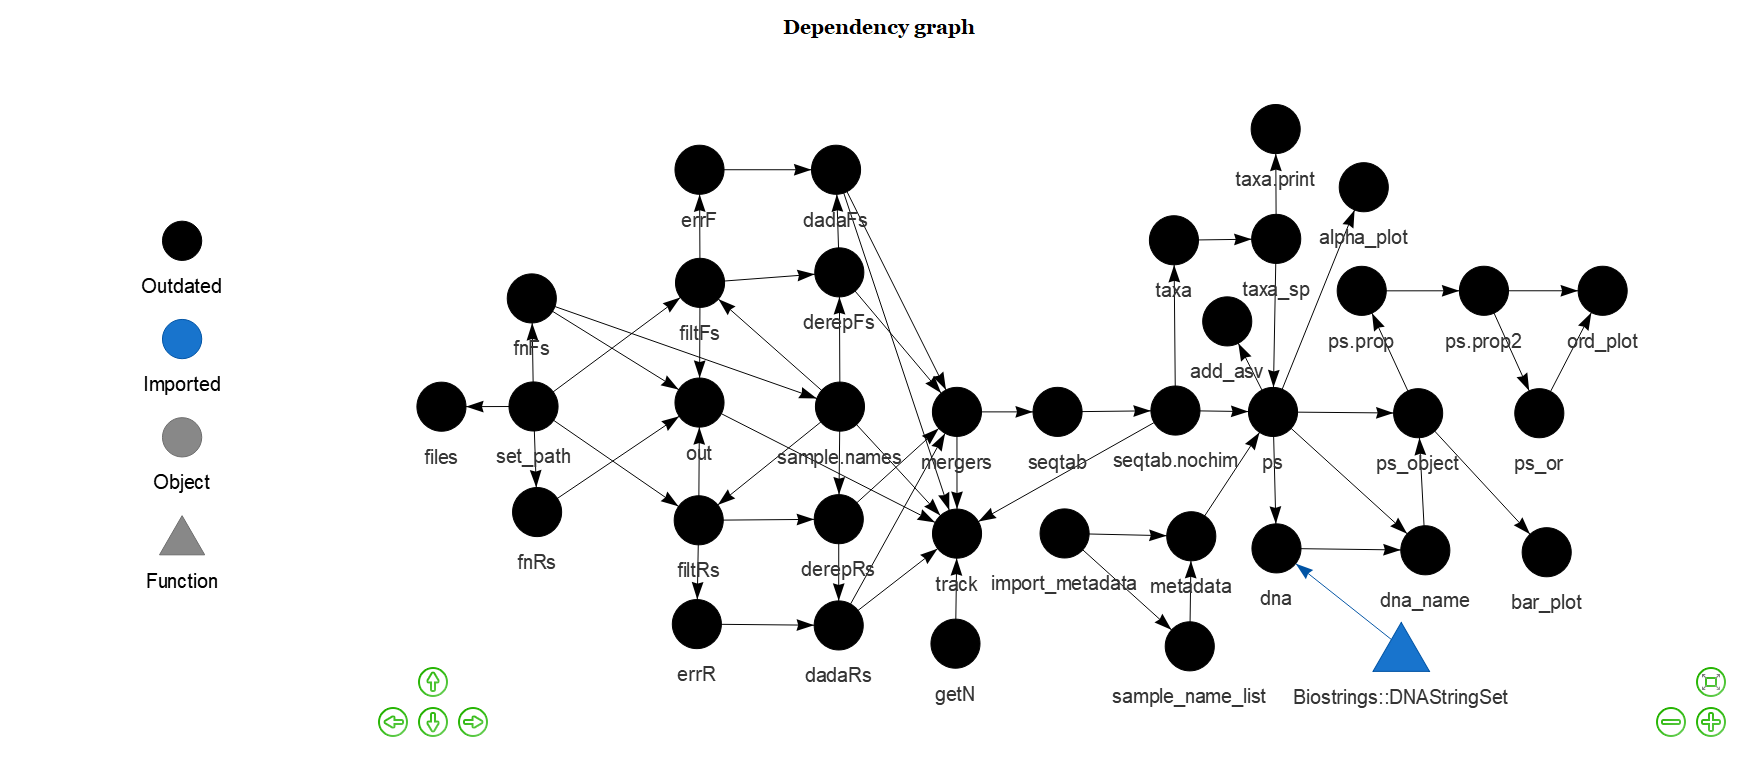 Dependency graph
Outdated
Imported
Object
Function
taxa.print
errF
dadaFs
alpha_plot
taxa
taxa_sp
fnFs
filtFs
derepFs
add_asv
ps.prop
ps.prop2
ord_plot
files
set_path
out
sample.names
mergers
seqtab
seqtab.nochim
ps
ps_object
ps_or
fnRs
filtRs
derepRs
track
import_metadata
metadata
dna
dna_name
bar_plot
errR
dadaRs
getN
sample_name_list
Biostrings::DNAStringSet